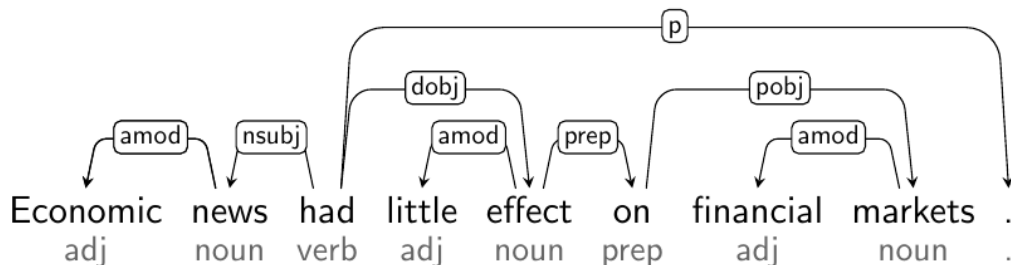 p
dobj pobj
amod nsubj amod prep amod
Economic news had little effect on financial markets .
adj noun verb adj noun prep adj noun .